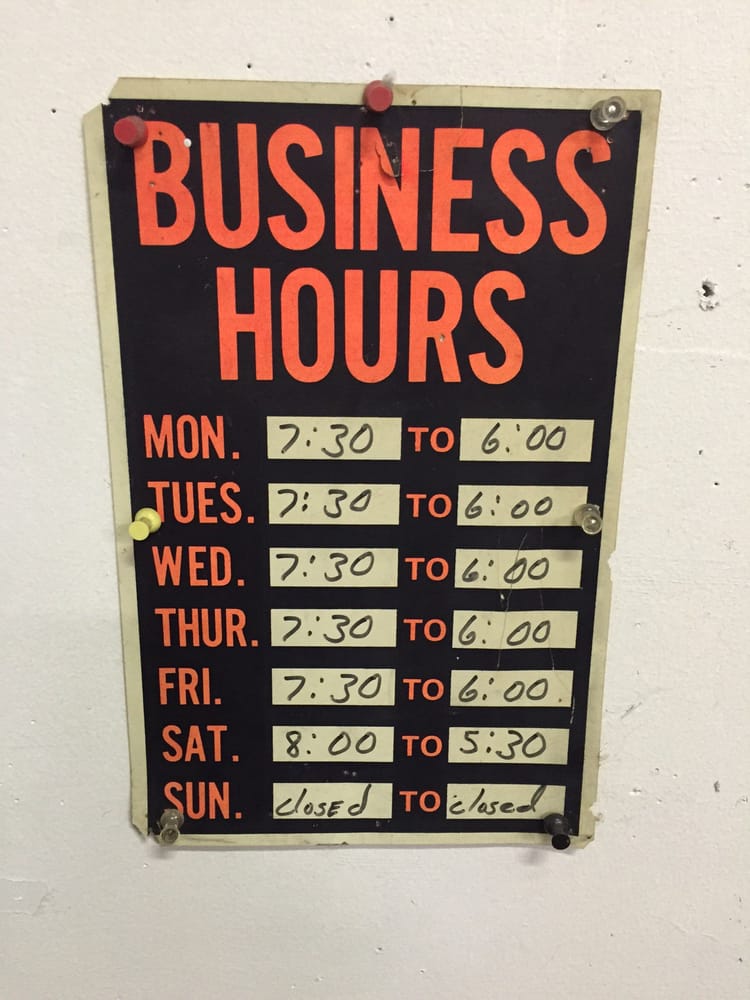 BUSINESS
HOURS
MON. 7:30 TO 6:00
TUES. 7:30 TO 6:00
WED. 7:30 TO 6:00
THUR. 7:30 TO 6:00
FRI. 7:30 TO 6:00
SAT. 8:00 TO 5:30
SUN. closed TO closed